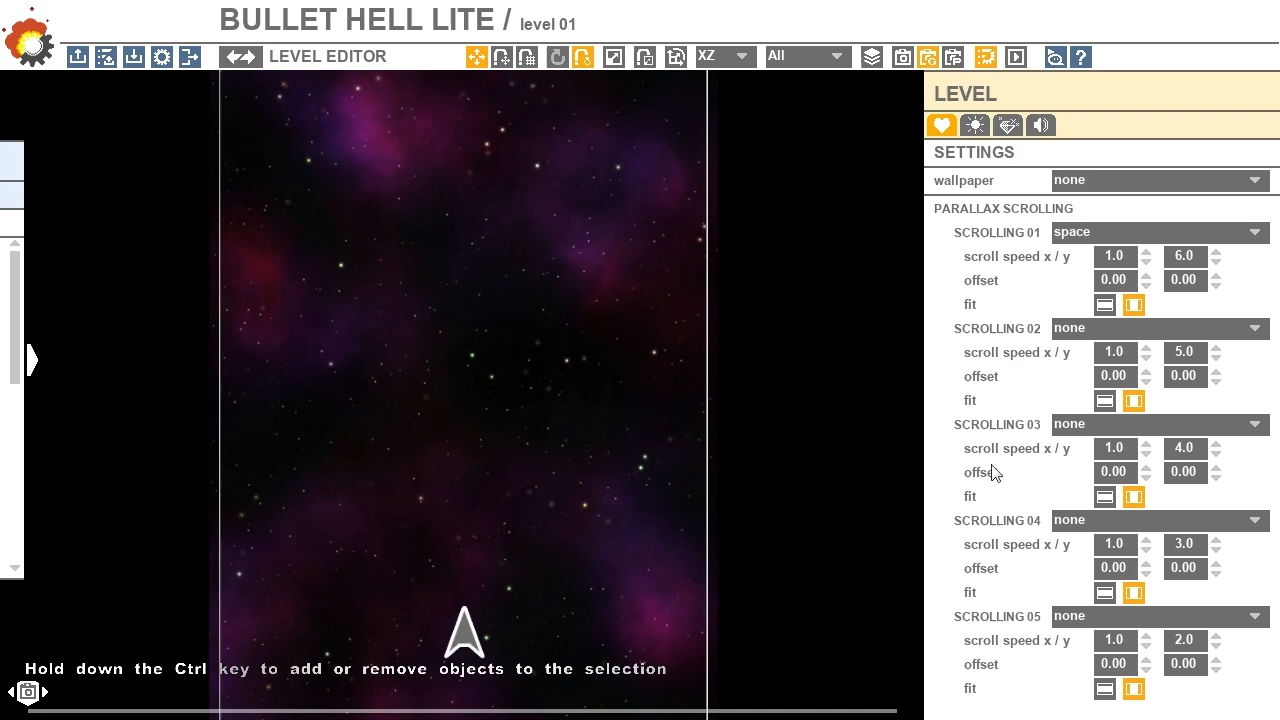 BULLET HELL LITE / level 01
LEVEL EDITOR
XZ
All
?
LEVEL
SETTINGS
wallpaper none
PARALLAX SCROLLING
SCROLLING 01 space
scroll speed x / y 1.0 6.0
offset 0.00 0.00
fit
SCROLLING 02 none
scroll speed x / y 1.0 5.0
offset 0.00 0.00
fit
SCROLLING 03 none
scroll speed x / y 1.0 4.0
offset 0.00 0.00
fit
SCROLLING 04 none
scroll speed x / y 1.0 3.0
offset 0.00 0.00
fit
SCROLLING 05 none
scroll speed x / y 1.0 2.0
offset 0.00 0.00
fit
Hold down the Ctrl key to add or remove objects to the selection